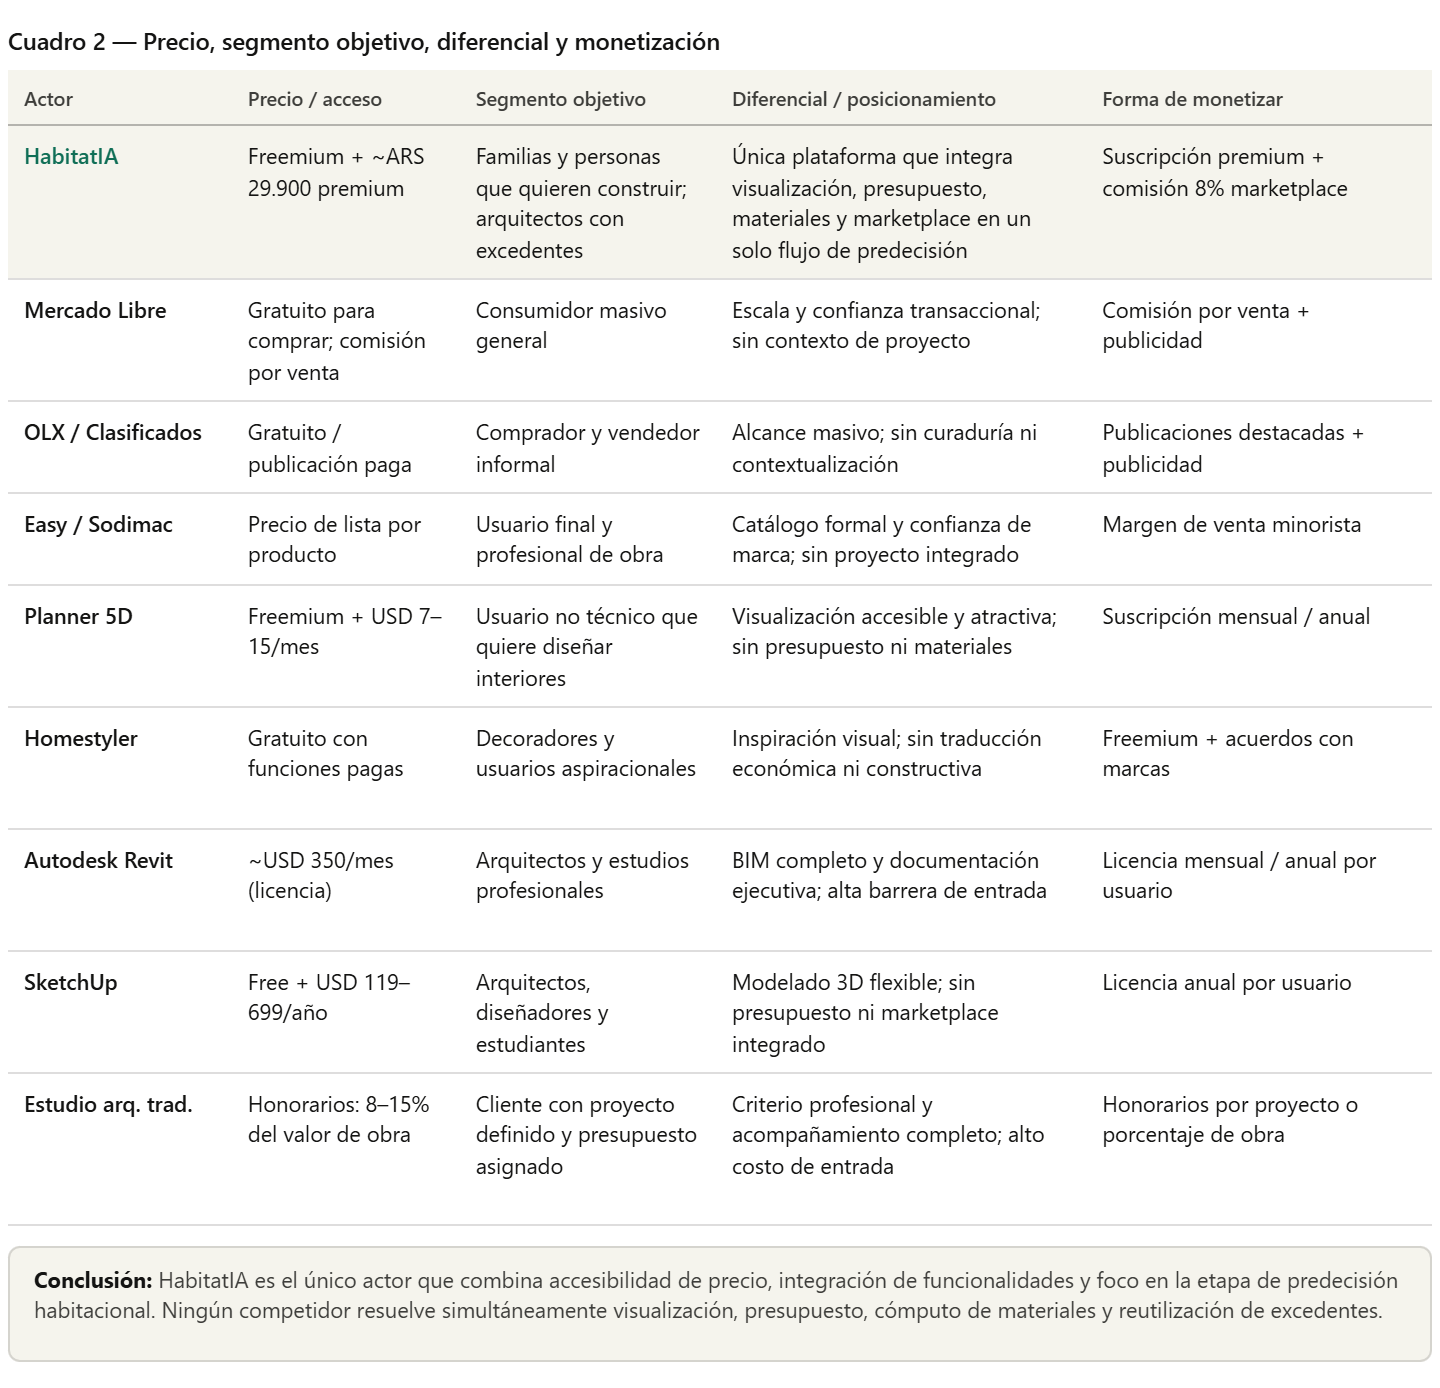 Cuadro 2 — Precio, segmento objetivo, diferencial y monetización
Actor
Precio / acceso
Segmento objetivo
Diferencial / posicionamiento
Forma de monetizar
HabitatIA
Freemium + ~ARS
29.900 premium
Familias y personas
que quieren construir;
arquitectos con
excedentes
Única plataforma que integra
visualización, presupuesto,
materiales y marketplace en un
solo flujo de predecisión
Suscripción premium +
comisión 8% marketplace
Mercado Libre
Gratuito para
comprar; comisión
por venta
Consumidor masivo
general
Escala y confianza transaccional;
sin contexto de proyecto
Comisión por venta +
publicidad
OLX / Clasificados
Gratuito /
publicación paga
Comprador y vendedor
informal
Alcance masivo; sin curaduría ni
contextualización
Publicaciones destacadas +
publicidad
Easy / Sodimac
Precio de lista por
producto
Usuario final y
profesional de obra
Catálogo formal y confianza de
marca; sin proyecto integrado
Margen de venta minorista
Planner 5D
Freemium + USD 7–
15/mes
Usuario no técnico que
quiere diseñar
interiores
Visualización accesible y atractiva;
sin presupuesto ni materiales
Suscripción mensual / anual
Homestyler
Gratuito con
funciones pagas
Decoradores y
usuarios aspiracionales
Inspiración visual; sin traducción
económica ni constructiva
Freemium + acuerdos con
marcas
Autodesk Revit
~USD 350/mes
(licencia)
Arquitectos y estudios
profesionales
BIM completo y documentación
ejecutiva; alta barrera de entrada
Licencia mensual / anual por
usuario
SketchUp
Free + USD 119–
699/año
Arquitectos,
diseñadores y
estudiantes
Modelado 3D flexible; sin
presupuesto ni marketplace
integrado
Licencia anual por usuario
Estudio arq. trad.
Honorarios: 8–15%
del valor de obra
Cliente con proyecto
definido y presupuesto
asignado
Criterio profesional y
acompañamiento completo; alto
costo de entrada
Honorarios por proyecto o
porcentaje de obra
Conclusión: HabitatIA es el único actor que combina accesibilidad de precio, integración de funcionalidades y foco en la etapa de predecisión
habitacional. Ningún competidor resuelve simultáneamente visualización, presupuesto, cómputo de materiales y reutilización de excedentes.